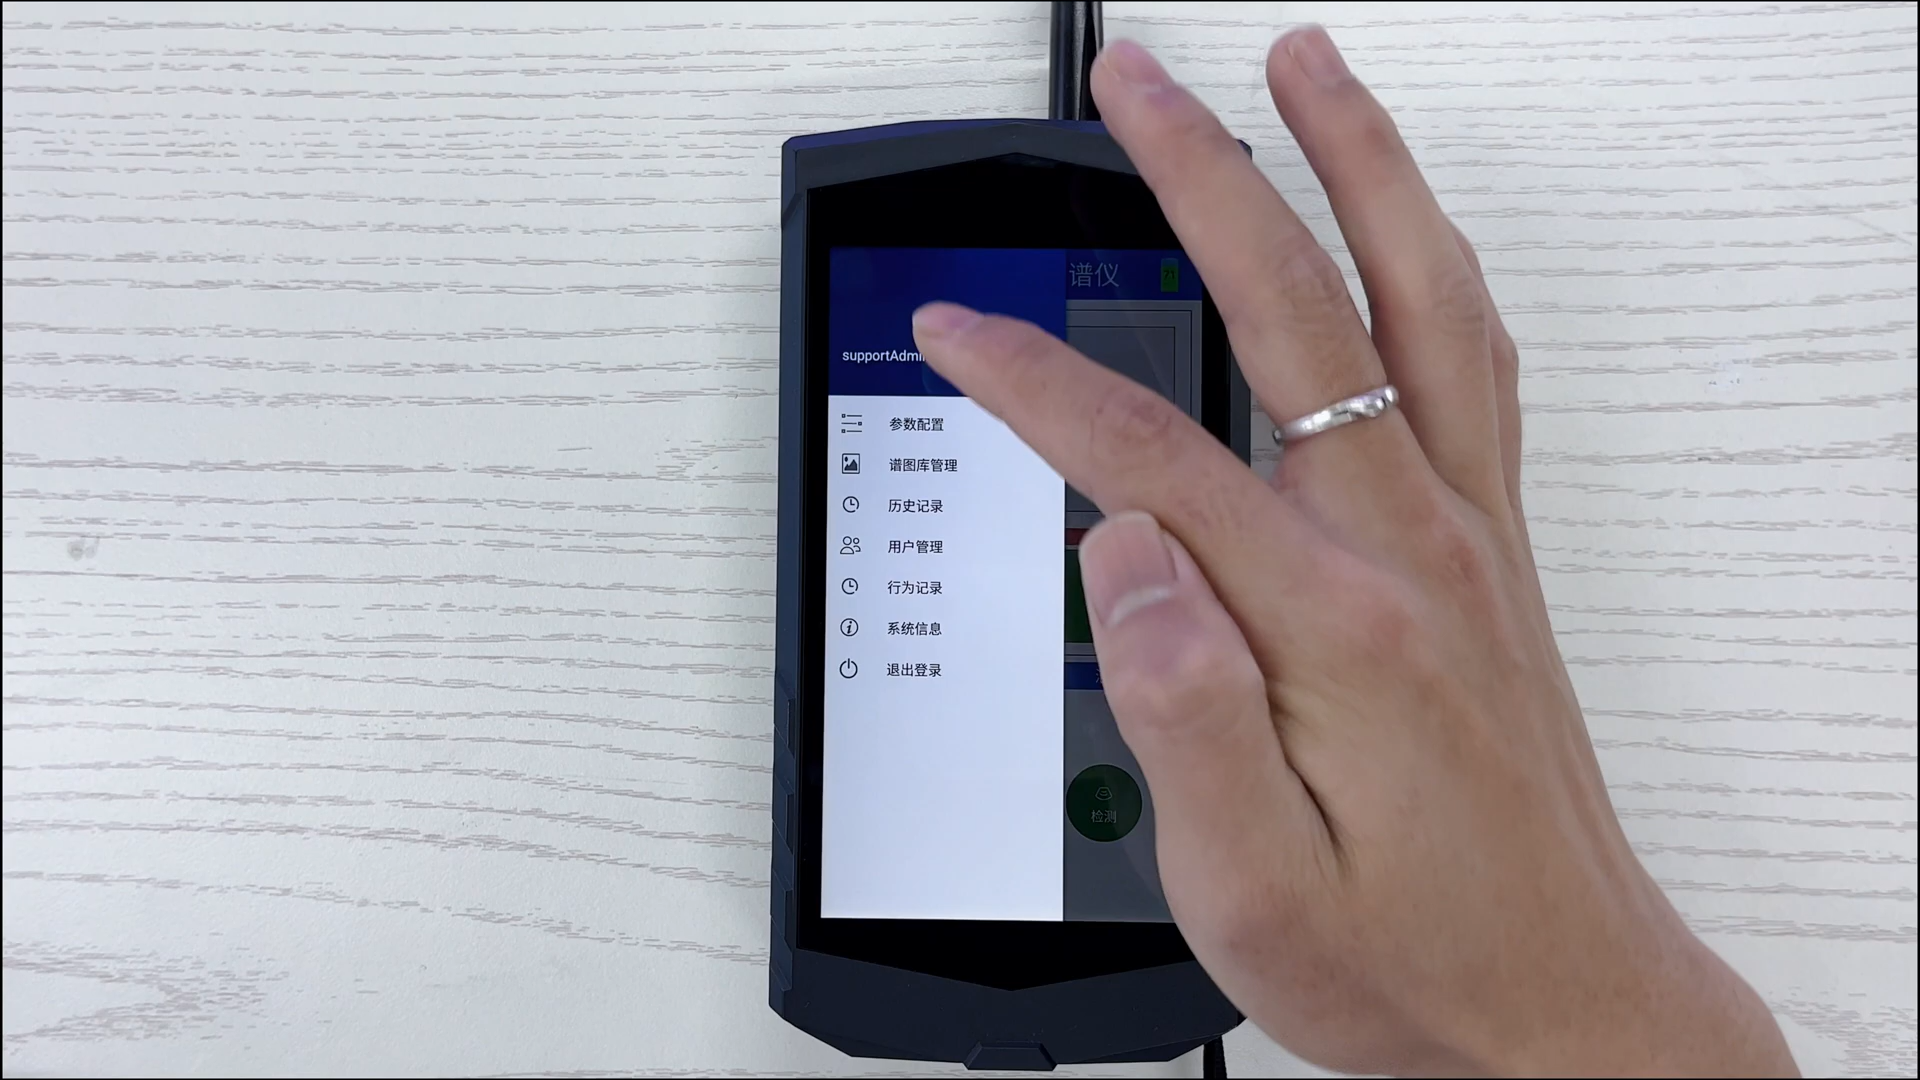 谱仪
71
supportAdmi
参数配置
谱图库管理
历史记录
用户管理
行为记录
系统信息
退出登录
检测